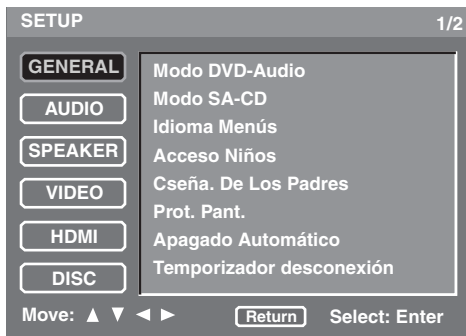 SETUP 1/2
GENERAL
AUDIO
SPEAKER
VIDEO
HDMI
DISC
Modo DVD-Audio
Modo SA-CD
Idioma Menús
Acceso Niños
Cseña. De Los Padres
Prot. Pant.
Apagado Automático
Temporizador desconexión
Move: ▲ ▼ ◄ ► Return Select: Enter